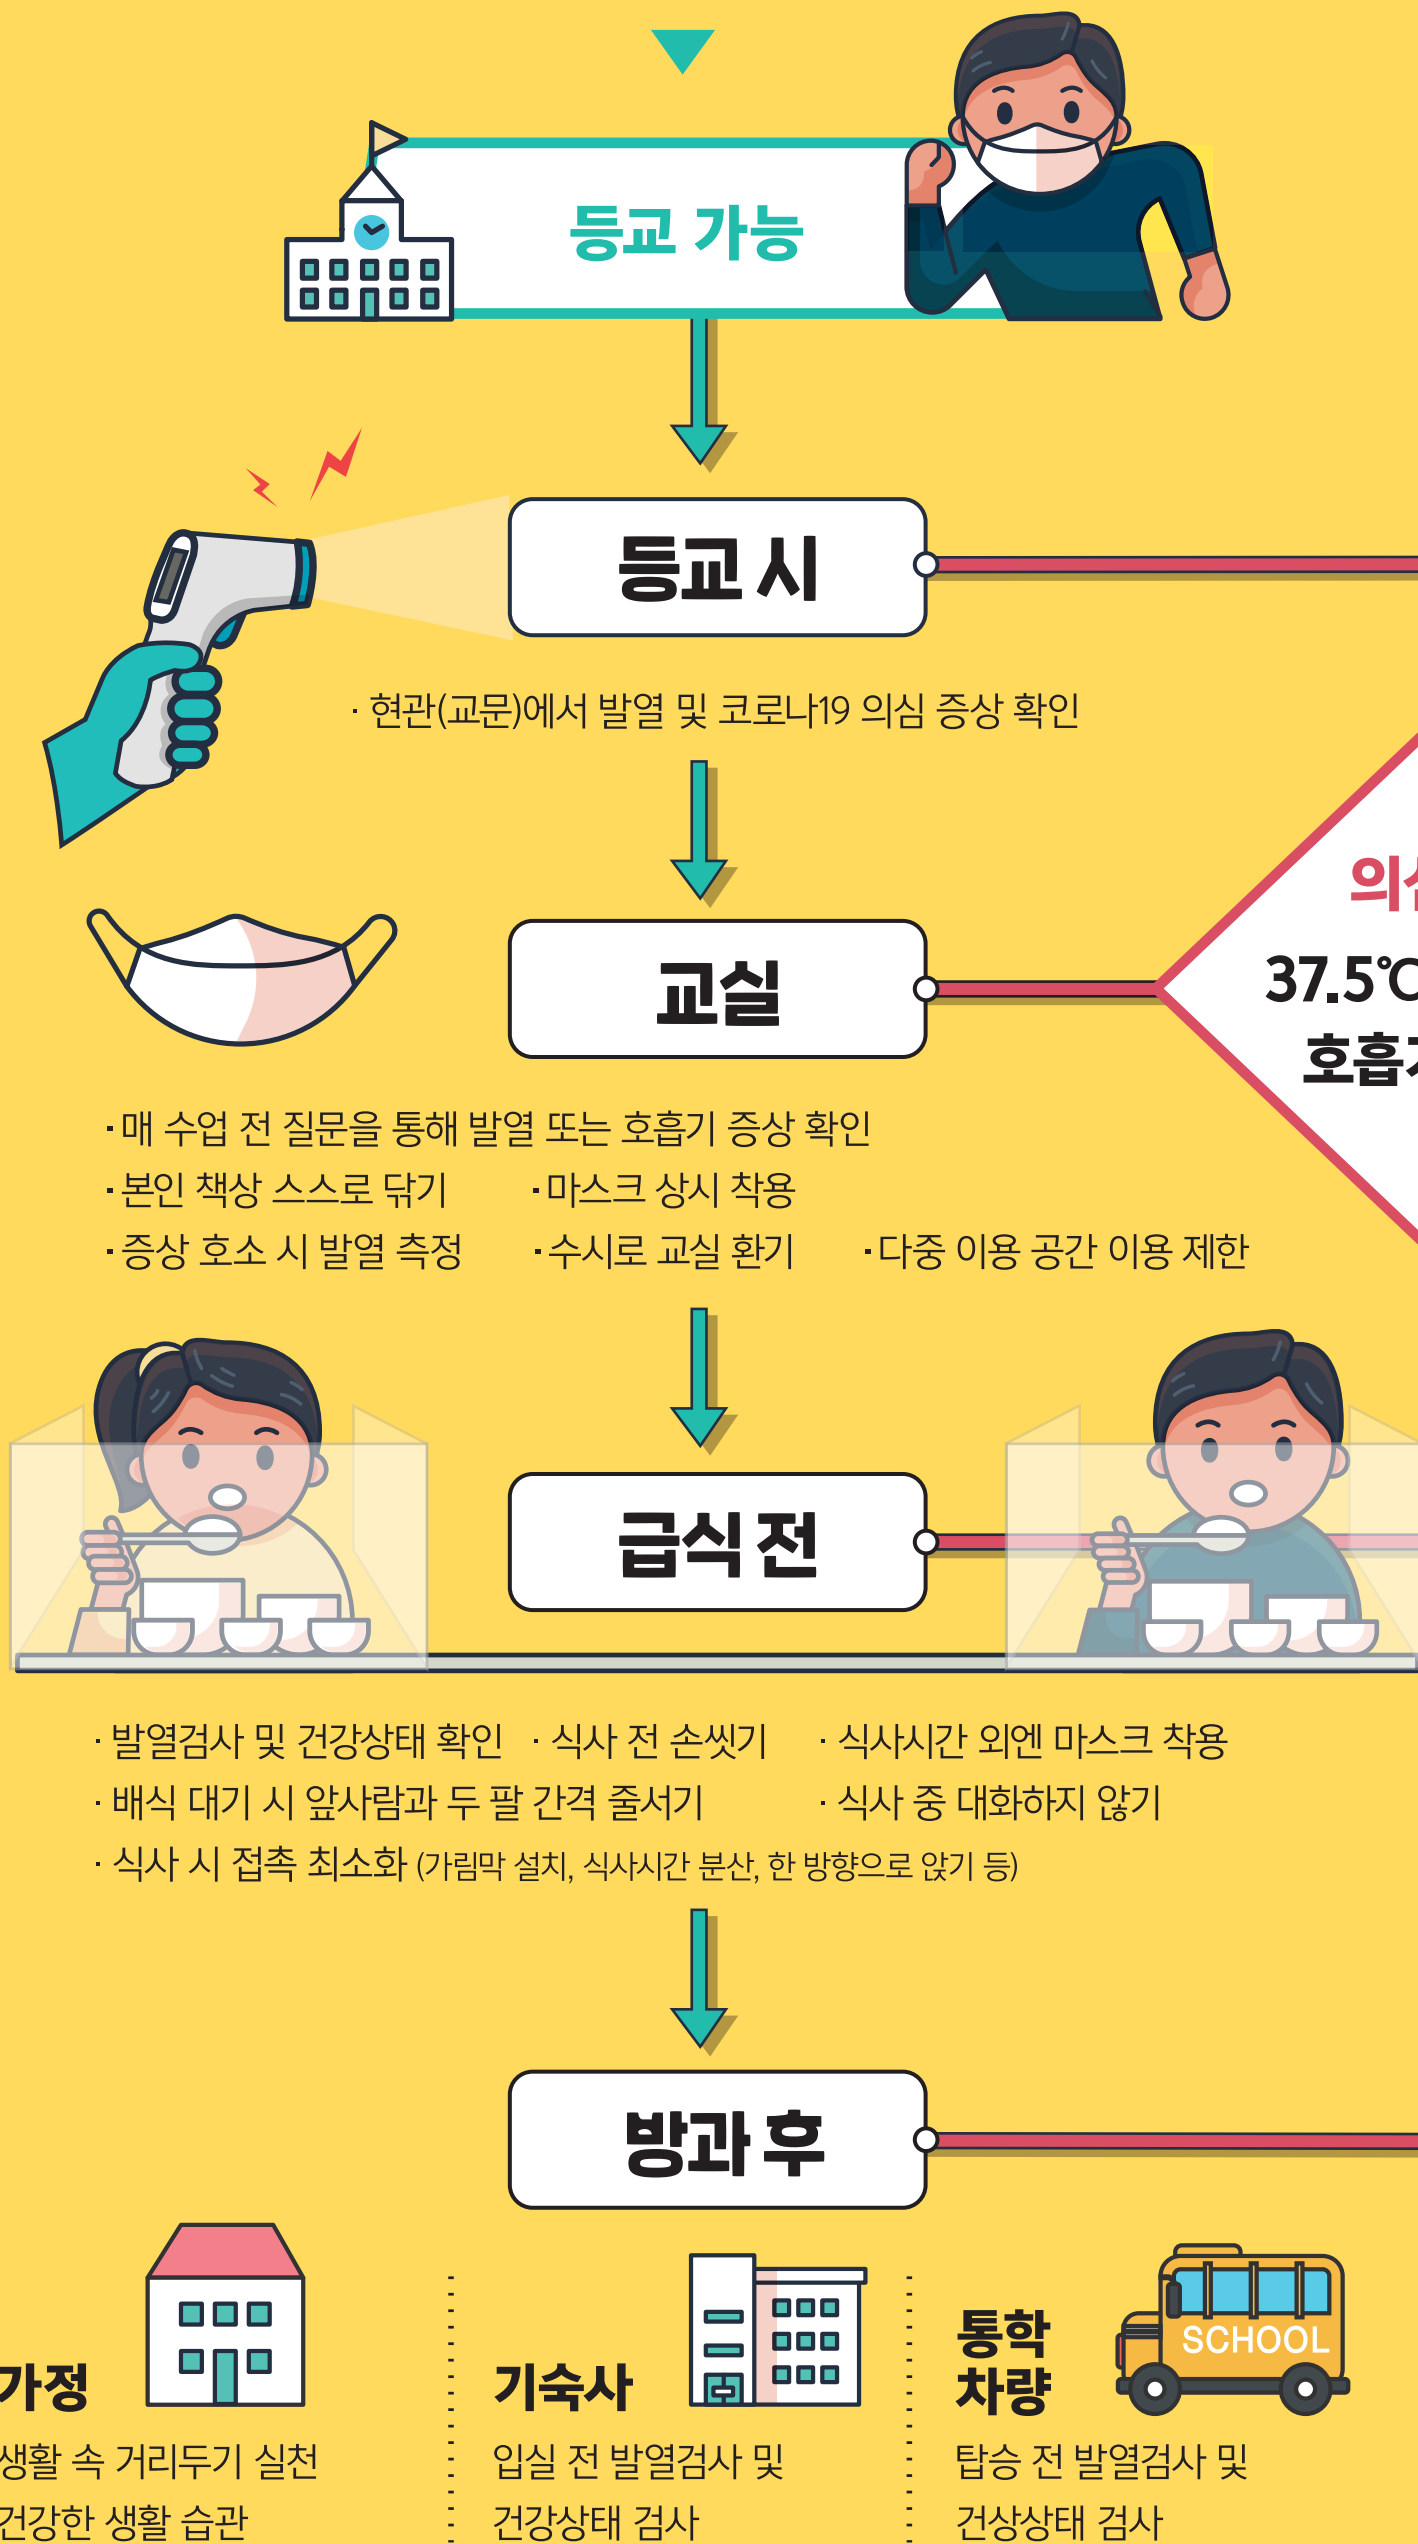 등교 가능
등교 시
· 현관(교문)에서 발열 및 코로나19 의심 증상 확인
37.5℃
교실
· 매 수업 전 질문을 통해 발열 또는 호흡기 증상 확인
· 본인 책상 스스로 닦기 · 마스크 상시 착용
· 증상 호소 시 발열 측정 · 수시로 교실 환기 · 다중 이용 공간 이용 제한
급식 전
· 발열검사 및 건강상태 확인 · 식사 전 손씻기 · 식사시간 외엔 마스크 착용
· 배식 대기 시 앞사람과 두 팔 간격 줄서기 · 식사 중 대화하지 않기
· 식사 시 접촉 최소화 (가림막 설치, 식사시간 분산, 한 방향으로 앉기 등)
방과 후
가정
생활 속 거리두기 실천
건강한 생활 습관
기숙사
입실 전 발열검사 및
건강상태 검사
통학
차량
SCHOOL
탑승 전 발열검사 및
건상상태 검사